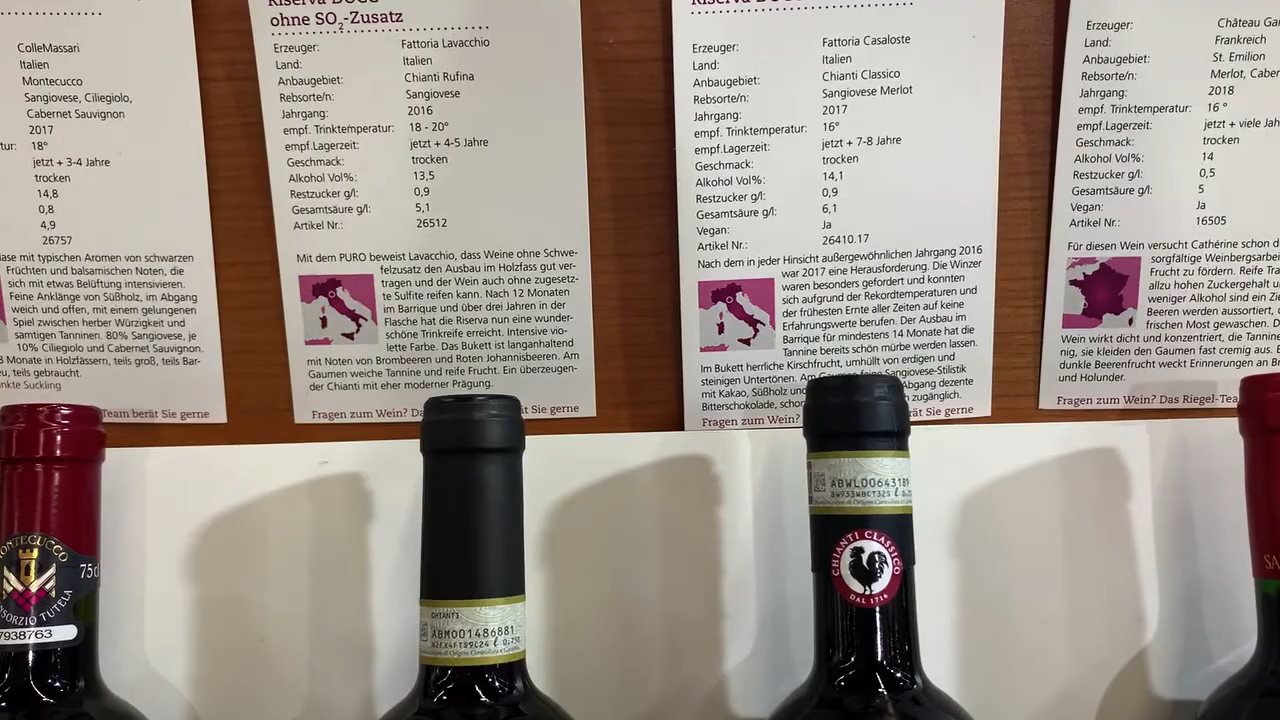 ColleMassari
Italien
Montecucco
Sangiovese, Ciliegiolo,
Cabernet Sauvignon
2017
tur: 18°
jetzt + 3-4 Jahre
trocken
14,8
0,8
4,9
26757
ase mit typischen Aromen von schwarzen
Früchten und balsamischen Noten, die
sich mit etwas Belüftung intensivieren.
Feine Anklänge von Süßholz, im Abgang
weich und offen, mit einem gelungenen
Spiel zwischen herber Würzigkeit und
samtigen Tanninen. 80% Sangiovese, je
10% Ciliegiolo und Cabernet Sauvignon.
8 Monate in Holzfässern, teils groß, teils Bar-
eu, teils gebraucht.
nkte Suckling
Team berät Sie gerne
Riserva DOCG
ohne SO₂-Zusatz
Erzeuger: Fattoria Lavacchio
Land: Italien
Anbaugebiet: Chianti Rufina
Rebsorte/n: Sangiovese
Jahrgang: 2016
empf. Trinktemperatur: 18 - 20°
empf.Lagerzeit: jetzt + 4-5 Jahre
Geschmack: trocken
Alkohol Vol%: 13,5
Restzucker g/l: 0,9
Gesamtsäure g/l: 5,1
Artikel Nr.: 26512
Mit dem PURO beweist Lavacchio, dass Weine ohne Schwe-
felzusatz den Ausbau im Holzfass gut ver-
tragen und der Wein auch ohne zugesetz-
te Sulfite reifen kann. Nach 12 Monaten
im Barrique und über drei Jahren in der
Flasche hat die Riserva nun eine wunder-
schöne Trinkreife erreicht. Intensive vio-
lette Farbe. Das Bukett ist langanhaltend
mit Noten von Brombeeren und Roten Johannisbeeren. Am
Gaumen weiche Tannine und reife Frucht. Ein überzeugen-
der Chianti mit eher moderner Prägung.
Fragen zum Wein? Da ät Sie gerne
Riserva DOCG
Erzeuger: Fattoria Casaloste
Land: Italien
Anbaugebiet: Chianti Classico
Rebsorte/n: Sangiovese Merlot
Jahrgang: 2017
empf. Trinktemperatur: 16°
empf.Lagerzeit: jetzt + 7-8 Jahre
Geschmack: trocken
Alkohol Vol%: 14,1
Restzucker g/l: 0,9
Gesamtsäure g/l: 6,1
Vegan: Ja
Artikel Nr.: 26410.17
Nach dem in jeder Hinsicht außergewöhnlichen Jahrgang 2016
war 2017 eine Herausforderung. Die Winzer
waren besonders gefordert und konnten
sich aufgrund der Rekordtemperaturen und
der frühesten Ernte aller Zeiten auf keine
Erfahrungswerte berufen. Der Ausbau im
Barrique für mindestens 14 Monate hat die
Tannine bereits schön mürbe werden lassen.
Im Bukett herrliche Kirschfrucht, umhüllt von erdigen und
steinigen Untertönen. Am Gaumen feine Sangiovese-Stilistik
mit Kakao, Süßholz und Abgang dezente
Bitterschokolade, schon zugänglich.
Fragen zum Wein? ät Sie gerne
Erzeuger: Château Ga
Land: Frankreich
Anbaugebiet: St. Emilion
Rebsorte/n: Merlot, Caber
Jahrgang: 2018
empf. Trinktemperatur: 16 °
empf.Lagerzeit: jetzt + viele Jah
Geschmack: trocken
Alkohol Vol%: 14
Restzucker g/l: 0,5
Gesamtsäure g/l: 5
Vegan: Ja
Artikel Nr.: 16505
Für diesen Wein versucht Cathérine schon d
sorgfältige Weinbergsarbei
Frucht zu fördern. Reife Tra
allzu hohen Zuckergehalt u
weniger Alkohol sind ein Zi
Beeren werden aussortiert,
frischen Most gewaschen. D
Wein wirkt dicht und konzentriert, die Tannine
nig, sie kleiden den Gaumen fast cremig aus. E
dunkle Beerenfrucht weckt Erinnerungen an Br
und Holunder.
Fragen zum Wein? Das Riegel-Tea
MONTECUCCO
75cl
CONSORZIO TUTELA
7938763
CHIANTI
ABM001486881
ABWL00643189
CHIANTI CLASSICO
DAL 1716
SA